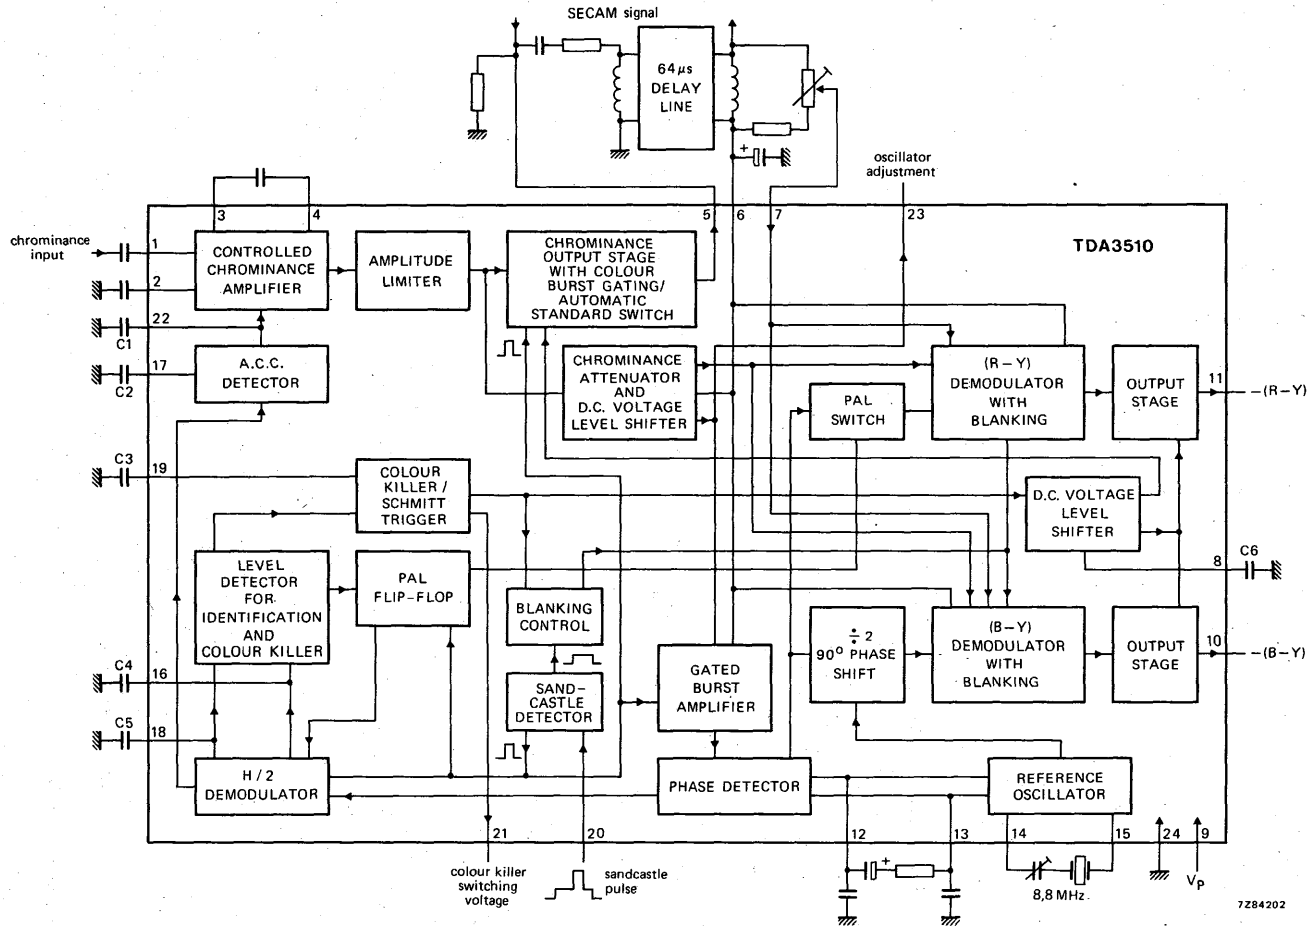 SECAM signal
64µs
DELAY
LINE
+
oscillator
adjustment
3
4
5
6
7
23
TDA3510
chrominance
input
1
2
22
C1
17
C2
CONTROLLED
CHROMINANCE
AMPLIFIER
AMPLITUDE
LIMITER
CHROMINANCE
OUTPUT STAGE
WITH COLOUR
BURST GATING/
AUTOMATIC
STANDARD SWITCH
A.C.C.
DETECTOR
CHROMINANCE
ATTENUATOR
AND
D.C. VOLTAGE
LEVEL SHIFTER
PAL
SWITCH
(R–Y)
DEMODULATOR
WITH
BLANKING
OUTPUT
STAGE
11
–(R–Y)
C3
19
COLOUR
KILLER /
SCHMITT
TRIGGER
D.C. VOLTAGE
LEVEL
SHIFTER
8
C6
LEVEL
DETECTOR
FOR
IDENTIFICATION
AND
COLOUR KILLER
PAL
FLIP–FLOP
BLANKING
CONTROL
÷ 2
90° PHASE
SHIFT
(B–Y)
DEMODULATOR
WITH
BLANKING
OUTPUT
STAGE
10
–(B–Y)
C4
16
C5
18
SAND–
CASTLE
DETECTOR
GATED
BURST
AMPLIFIER
H/2
DEMODULATOR
PHASE DETECTOR
REFERENCE
OSCILLATOR
21
20
12
13
14
15
24
9
colour killer
switching
voltage
sandcastle
pulse
+
8,8 MHz
VP
7Z84202